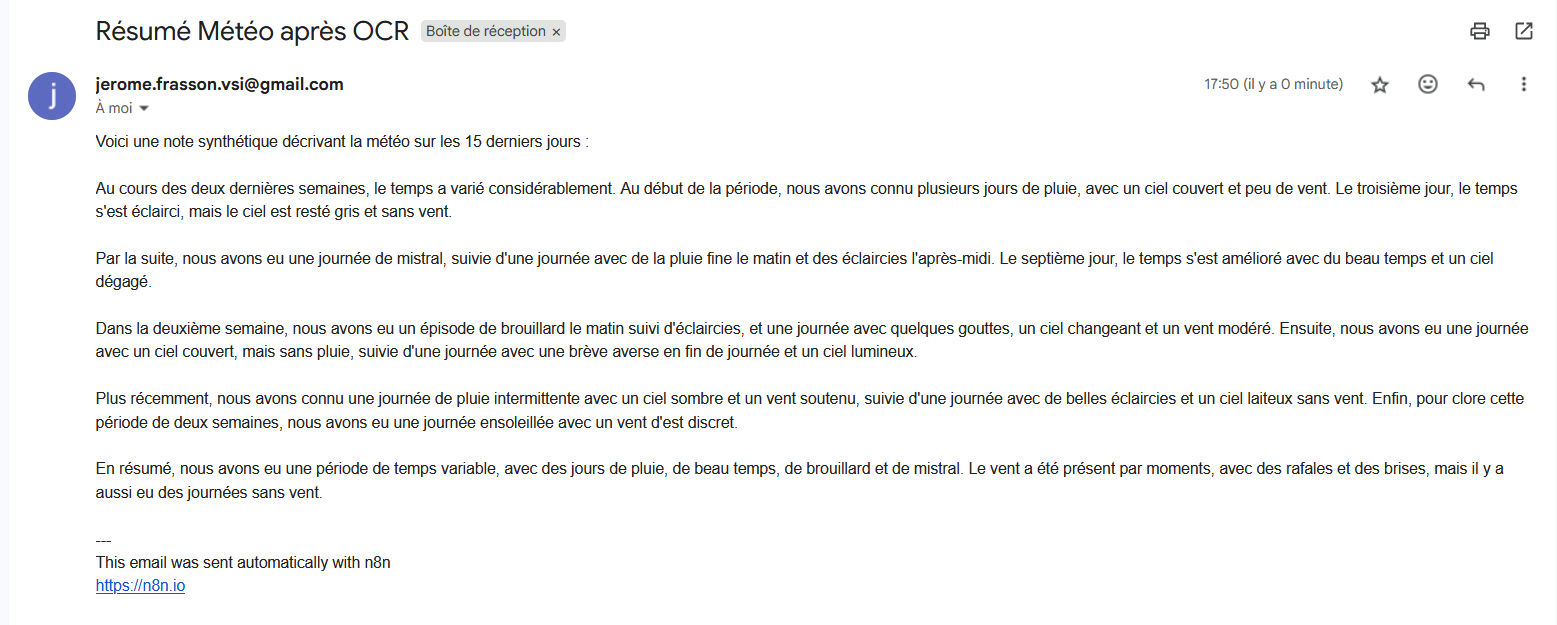 Résumé Météo après OCR Boîte de réception ×
j
jerome.frasson.vsi@gmail.com 17:50 (il y a 0 minute)
À moi
Voici une note synthétique décrivant la météo sur les 15 derniers jours :
Au cours des deux dernières semaines, le temps a varié considérablement. Au début de la période, nous avons connu plusieurs jours de pluie, avec un ciel couvert et peu de vent. Le troisième jour, le temps
s'est éclairci, mais le ciel est resté gris et sans vent.
Par la suite, nous avons eu une journée de mistral, suivie d'une journée avec de la pluie fine le matin et des éclaircies l'après-midi. Le septième jour, le temps s'est amélioré avec du beau temps et un ciel
dégagé.
Dans la deuxième semaine, nous avons eu un épisode de brouillard le matin suivi d'éclaircies, et une journée avec quelques gouttes, un ciel changeant et un vent modéré. Ensuite, nous avons eu une journée
avec un ciel couvert, mais sans pluie, suivie d'une journée avec une brève averse en fin de journée et un ciel lumineux.
Plus récemment, nous avons connu une journée de pluie intermittente avec un ciel sombre et un vent soutenu, suivie d'une journée avec de belles éclaircies et un ciel laiteux sans vent. Enfin, pour clore cette
période de deux semaines, nous avons eu une journée ensoleillée avec un vent d'est discret.
En résumé, nous avons eu une période de temps variable, avec des jours de pluie, de beau temps, de brouillard et de mistral. Le vent a été présent par moments, avec des rafales et des brises, mais il y a
aussi eu des journées sans vent.
---
This email was sent automatically with n8n
https://n8n.io